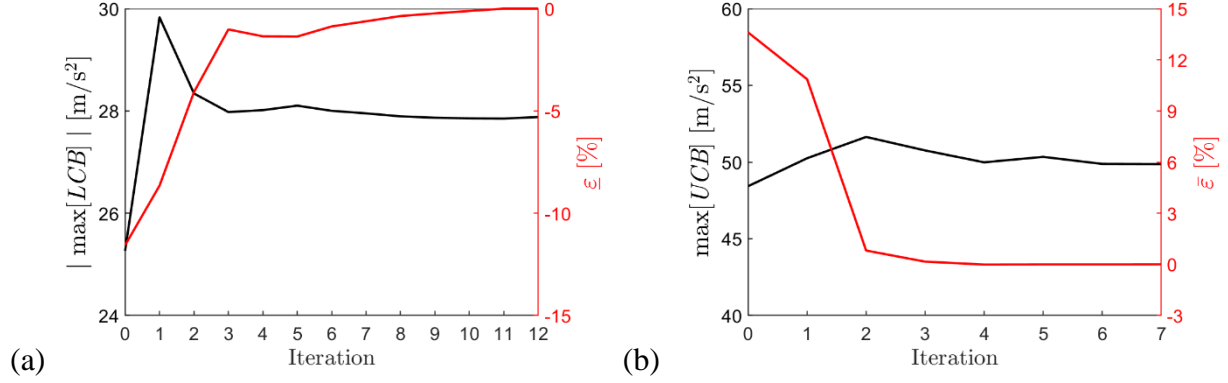 30
28
26
24
| max[LCB] | [m/s²]
0
-5
-10
-15
ε [%]
0 1 2 3 4 5 6 7 8 9 10 11 12
Iteration
(a)
60
55
50
45
40
max[UCB] [m/s²]
15
12
9
6
3
0
-3
ε̄ [%]
0 1 2 3 4 5 6 7
Iteration
(b)